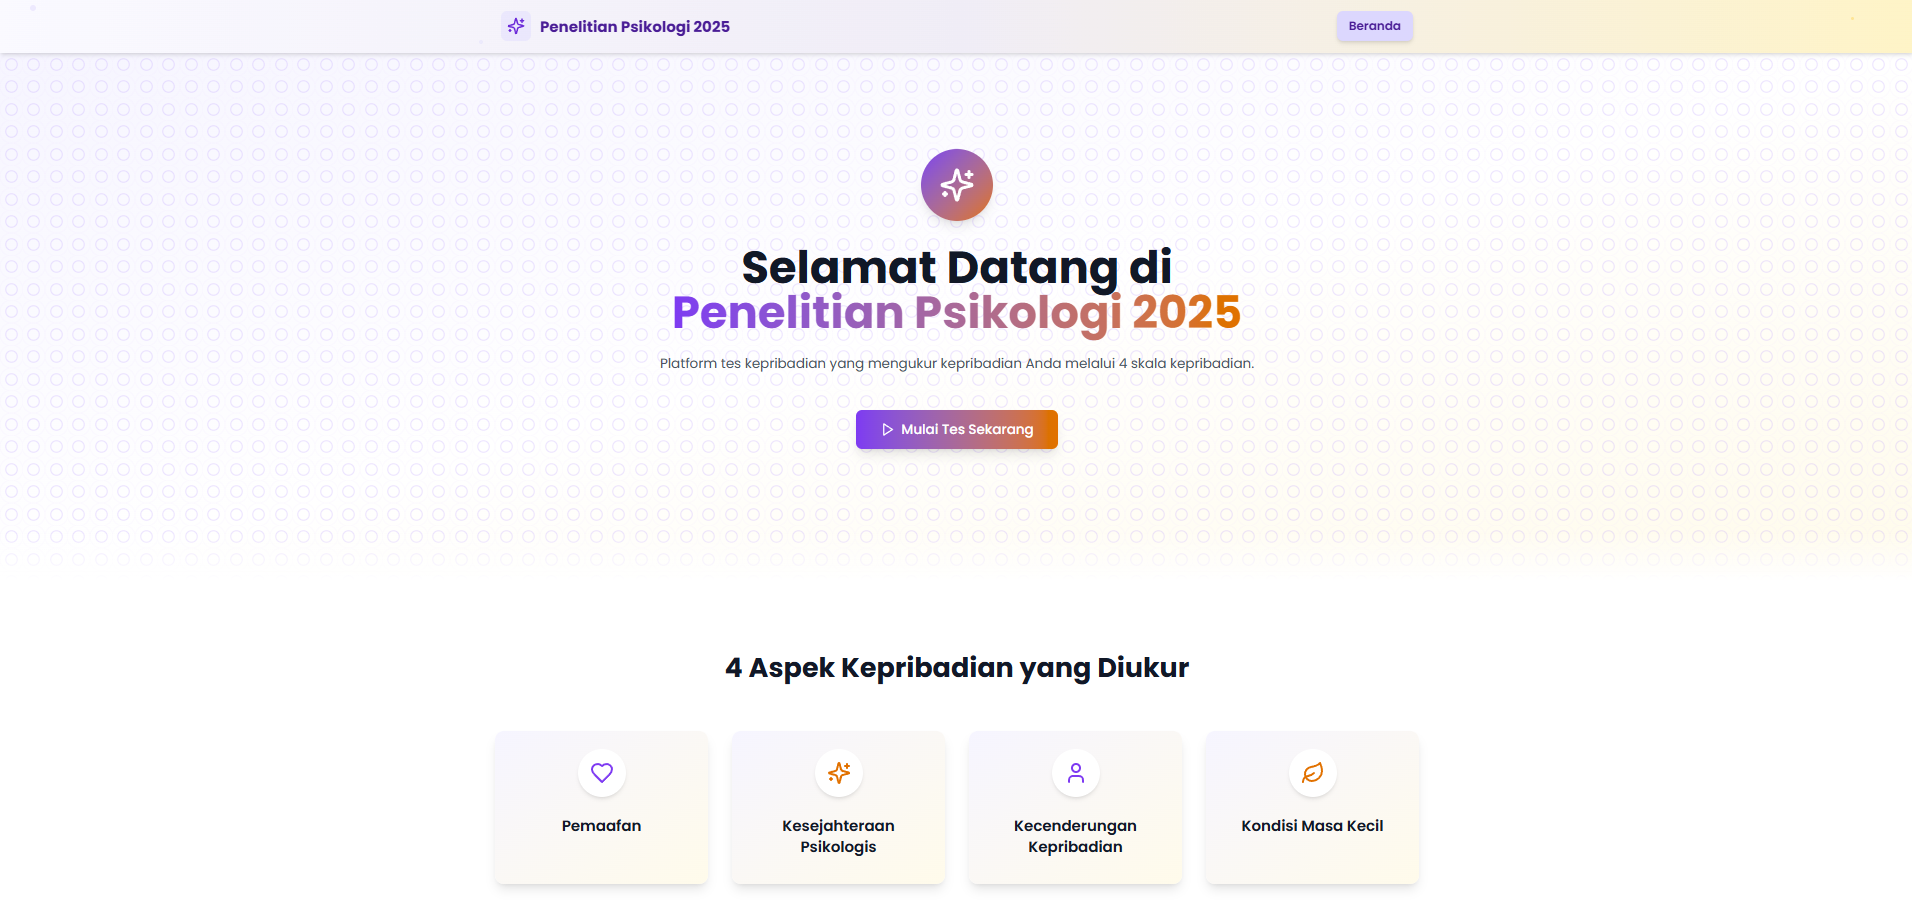 Penelitian Psikologi 2025
Beranda
Selamat Datang di
Penelitian Psikologi 2025
Platform tes kepribadian yang mengukur kepribadian Anda melalui 4 skala kepribadian.
Mulai Tes Sekarang
4 Aspek Kepribadian yang Diukur
Pemaafan
Kesejahteraan
Psikologis
Kecenderungan
Kepribadian
Kondisi Masa Kecil